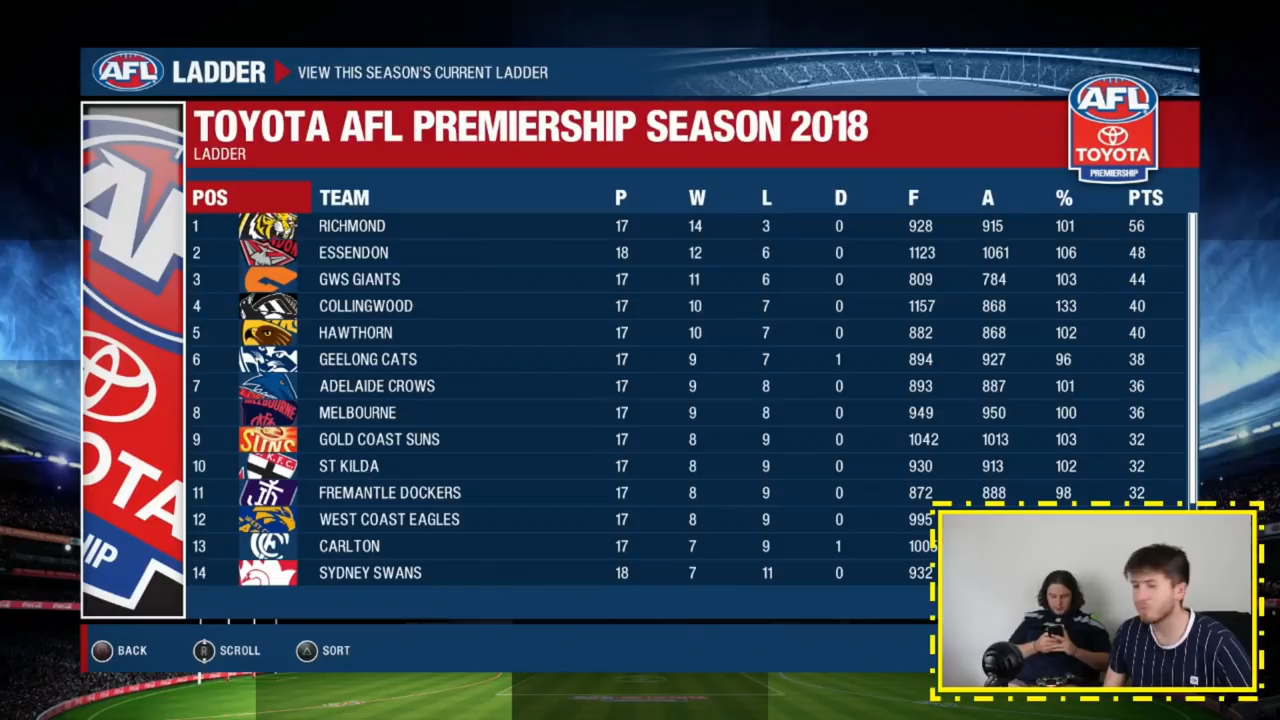 AFL LADDER VIEW THIS SEASON'S CURRENT LADDER
TOYOTA AFL PREMIERSHIP SEASON 2018
LADDER
AFL
TOYOTA
PREMIERSHIP
POS TEAM P W L D F A % PTS
1 RICHMOND 17 14 3 0 928 915 101 56
2 ESSENDON 18 12 6 0 1123 1061 106 48
3 GWS GIANTS 17 11 6 0 809 784 103 44
4 COLLINGWOOD 17 10 7 0 1157 868 133 40
5 HAWTHORN 17 10 7 0 882 868 102 40
6 GEELONG CATS 17 9 7 1 894 927 96 38
7 ADELAIDE CROWS 17 9 8 0 893 887 101 36
8 MELBOURNE 17 9 8 0 949 950 100 36
9 SUNS GOLD COAST SUNS 17 8 9 0 1042 1013 103 32
10 ST KILDA 17 8 9 0 930 913 102 32
11 FREMANTLE DOCKERS 17 8 9 0 872 888 98 32
12 WEST COAST EAGLES 17 8 9 0 995
13 CARLTON 17 7 9 1
14 SYDNEY SWANS 18 7 11 0 932
BACK R SCROLL SORT